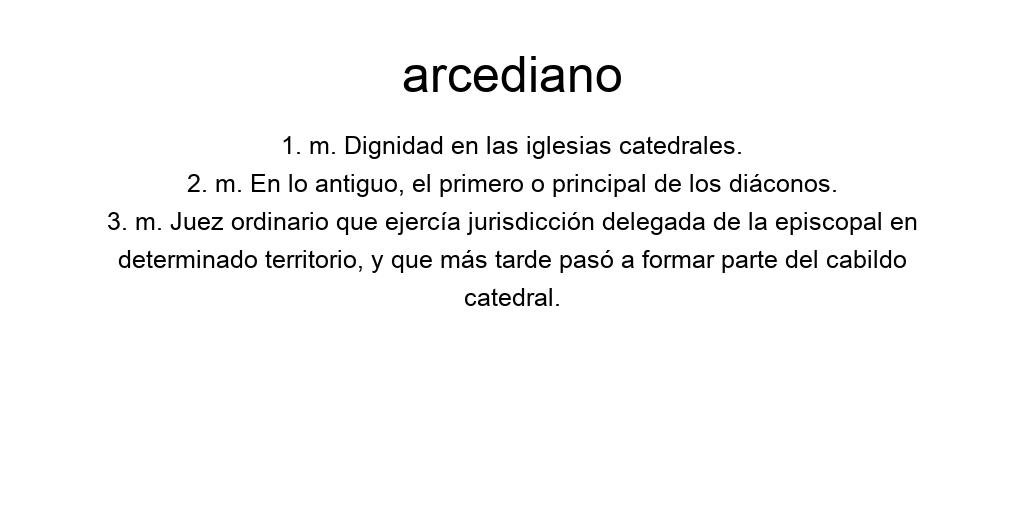 arcediano
1. m. Dignidad en las iglesias catedrales.
2. m. En lo antiguo, el primero o principal de los diáconos.
3. m. Juez ordinario que ejercía jurisdicción delegada de la episcopal en
determinado territorio, y que más tarde pasó a formar parte del cabildo
catedral.